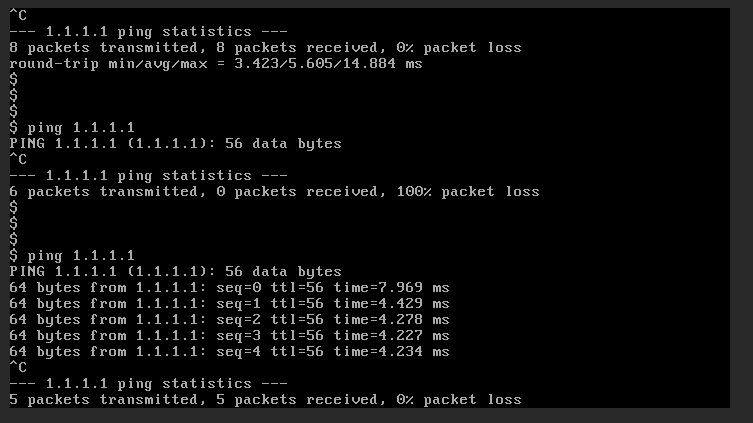 ^C
--- 1.1.1.1 ping statistics ---
8 packets transmitted, 8 packets received, 0% packet loss
round-trip min/avg/max = 3.423/5.605/14.884 ms
$
$
$
$ ping 1.1.1.1
PING 1.1.1.1 (1.1.1.1): 56 data bytes
^C
--- 1.1.1.1 ping statistics ---
6 packets transmitted, 0 packets received, 100% packet loss
$
$
$
$ ping 1.1.1.1
PING 1.1.1.1 (1.1.1.1): 56 data bytes
64 bytes from 1.1.1.1: seq=0 ttl=56 time=7.969 ms
64 bytes from 1.1.1.1: seq=1 ttl=56 time=4.429 ms
64 bytes from 1.1.1.1: seq=2 ttl=56 time=4.278 ms
64 bytes from 1.1.1.1: seq=3 ttl=56 time=4.227 ms
64 bytes from 1.1.1.1: seq=4 ttl=56 time=4.234 ms
^C
--- 1.1.1.1 ping statistics ---
5 packets transmitted, 5 packets received, 0% packet loss